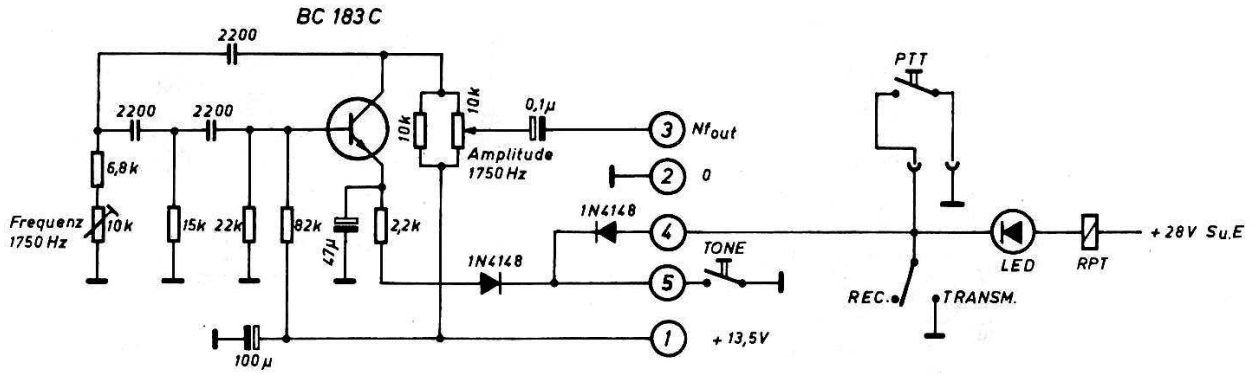 BC 183 C
2200
2200
2200
6,8k
Frequenz
1750 Hz
10k
15k
22k
82k
47µ
2,2k
10k
10k
Amplitude
1750 Hz
0,1µ
3
Nfout
2
0
1N4148
4
1N4148
5
TONE
100µ
1
+ 13,5V
PTT
REC.
TRANSM.
LED
RPT
+28V Su.E